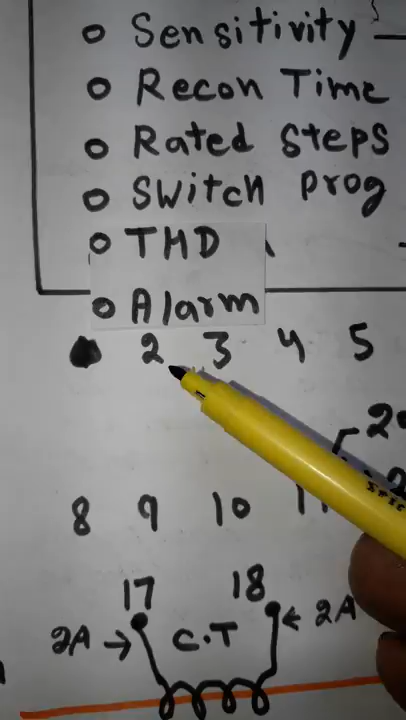 Sensitivity
Recon Time
Rated Steps
Switch prog
THD
Alarm
2 3 4 5
8 9 10
17 18
2A C.T 2A